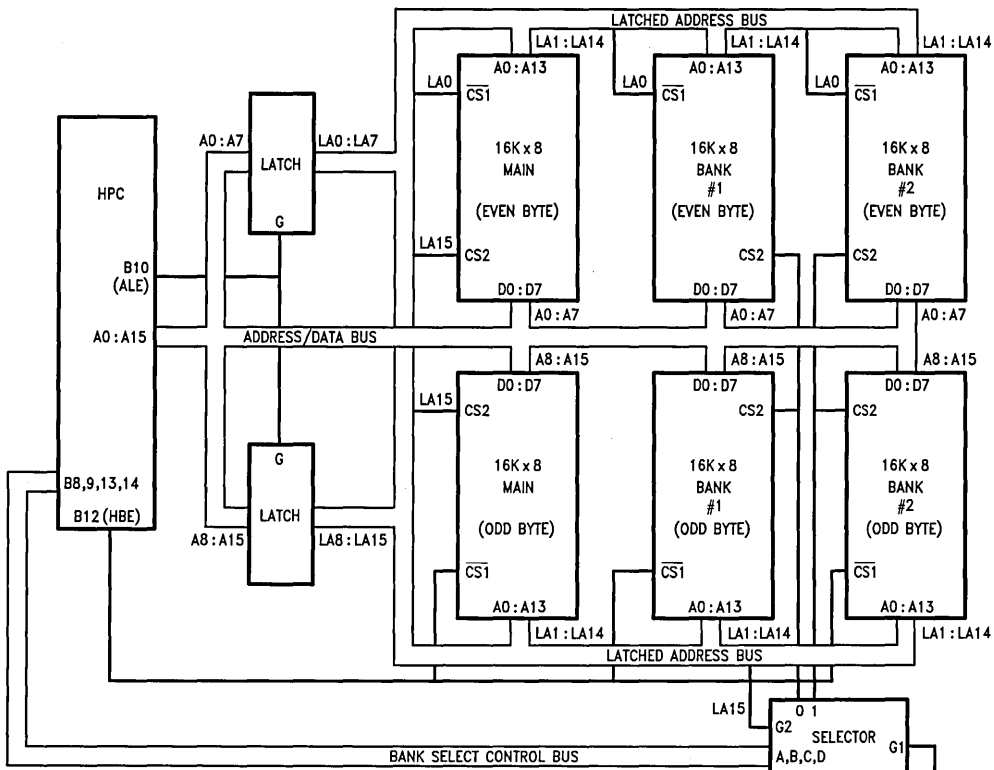 LATCHED ADDRESS BUS
LA1:LA14
LA1:LA14
LA1:LA14
A0:A13
A0:A13
A0:A13
LA0
CS1
LA0
CS1
LA0
CS1
A0:A7
LA0:LA7
LATCH
G
16K x 8
MAIN
(EVEN BYTE)
16K x 8
BANK
#1
(EVEN BYTE)
16K x 8
BANK
#2
(EVEN BYTE)
HPC
LA15
CS2
CS2
CS2
B10
(ALE)
D0:D7
D0:D7
D0:D7
A0:A7
A0:A7
A0:A7
A0:A15
ADDRESS/DATA BUS
A8:A15
A8:A15
A8:A15
D0:D7
D0:D7
D0:D7
LA15
CS2
CS2
CS2
G
LATCH
16K x 8
MAIN
(ODD BYTE)
16K x 8
BANK
#1
(ODD BYTE)
16K x 8
BANK
#2
(ODD BYTE)
B8,9,13,14
B12 (HBE)
A8:A15
LA8:LA15
CS1
CS1
CS1
A0:A13
A0:A13
A0:A13
LA1:LA14
LA1:LA14
LA1:LA14
LATCHED ADDRESS BUS
LA15
0 1
G2
SELECTOR
G1
A,B,C,D
BANK SELECT CONTROL BUS